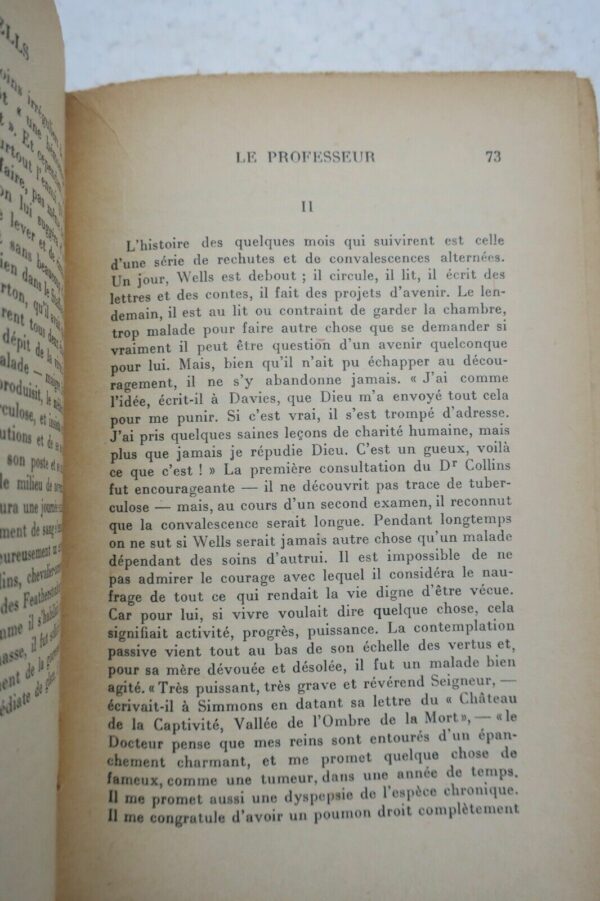 ELLS
LE PROFESSEUR 73
II
L'histoire des quelques mois qui suivirent est celle
d'une série de rechutes et de convalescences alternées.
Un jour, Wells est debout ; il circule, il lit, il écrit des
lettres et des contes, il fait des projets d'avenir. Le len-
demain, il est au lit ou contraint de garder la chambre,
trop malade pour faire autre chose que se demander si
vraiment il peut être question d'un avenir quelconque
pour lui. Mais, bien qu'il n'ait pu échapper au décou-
ragement, il ne s'y abandonne jamais. « J'ai comme
l'idée, écrit-il à Davies, que Dieu m'a envoyé tout cela
pour me punir. Si c'est vrai, il s'est trompé d'adresse.
J'ai pris quelques saines leçons de charité humaine, mais
plus que jamais je répudie Dieu. C'est un gueux, voilà
ce que c'est ! » La première consultation du Dr Collins
fut encourageante — il ne découvrit pas trace de tuber-
culose — mais, au cours d'un second examen, il reconnut
que la convalescence serait longue. Pendant longtemps
on ne sut si Wells serait jamais autre chose qu'un malade
dépendant des soins d'autrui. Il est impossible de ne
pas admirer le courage avec lequel il considéra le nau-
frage de tout ce qui rendait la vie digne d'être vécue.
Car pour lui, si vivre voulait dire quelque chose, cela
signifiait activité, progrès, puissance. La contemplation
passive vient tout au bas de son échelle des vertus et,
pour sa mère dévouée et désolée, il fut un malade bien
agité. « Très puissant, très grave et révérend Seigneur, —
écrivait-il à Simmons en datant sa lettre du « Château
de la Captivité, Vallée de l'Ombre de la Mort », — « le
Docteur pense que mes reins sont entourés d'un épan-
chement charmant, et me promet quelque chose de
fameux, comme une tumeur, dans une année de temps.
Il me promet aussi une dyspepsie de l'espèce chronique.
Il me congratule d'avoir un poumon droit complètement